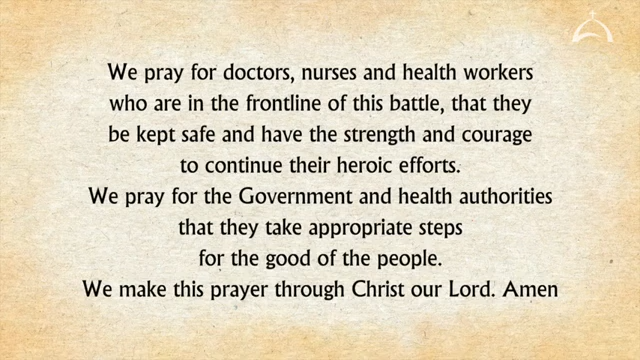 We pray for doctors, nurses and health workers
who are in the frontline of this battle, that they
be kept safe and have the strength and courage
to continue their heroic efforts.
We pray for the Government and health authorities
that they take appropriate steps
for the good of the people.
We make this prayer through Christ our Lord. Amen